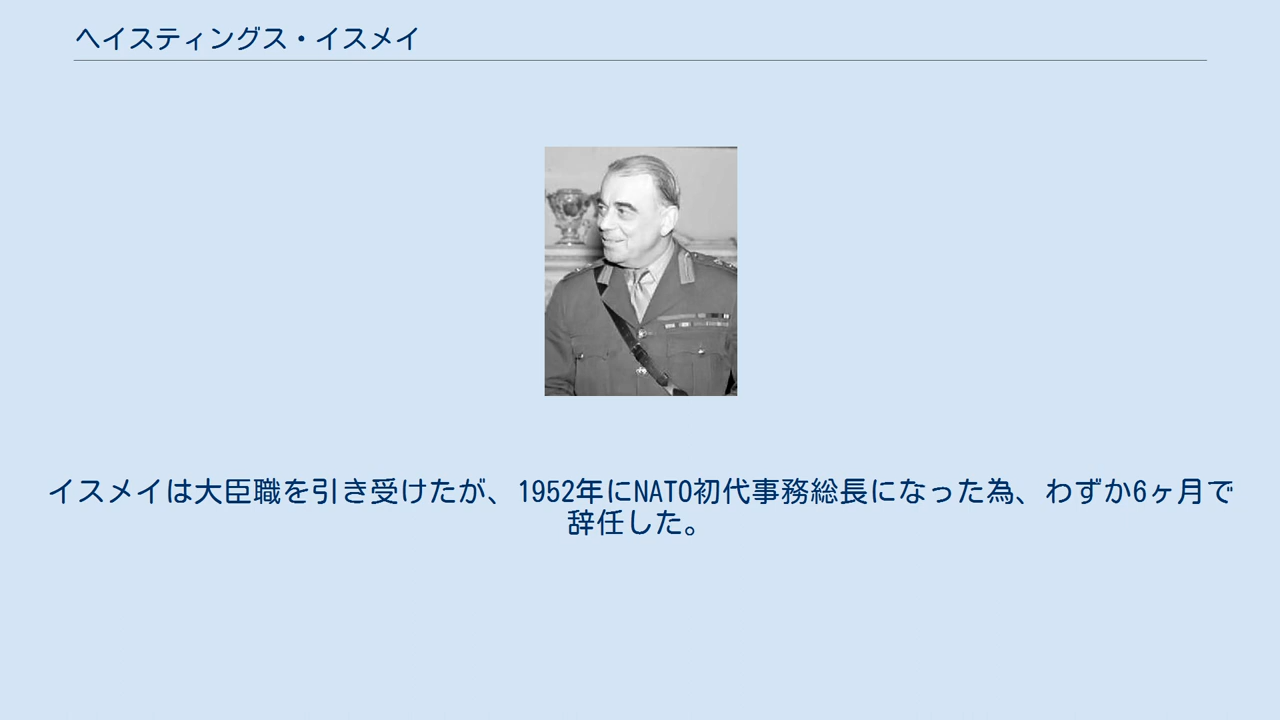 ヘイスティングス・イスメイ
イスメイは大臣職を引き受けたが、1952年にNATO初代事務総長になった為、わずか6ヶ月で
辞任した。